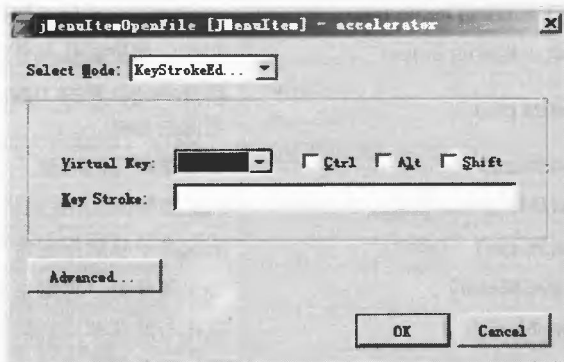 jMenuItemOpenFile [JMenuItem] - accelerator
Select Mode: KeyStrokeEd...
Virtual Key: Ctrl Alt Shift
Key Stroke:
Advanced...
OK Cancel